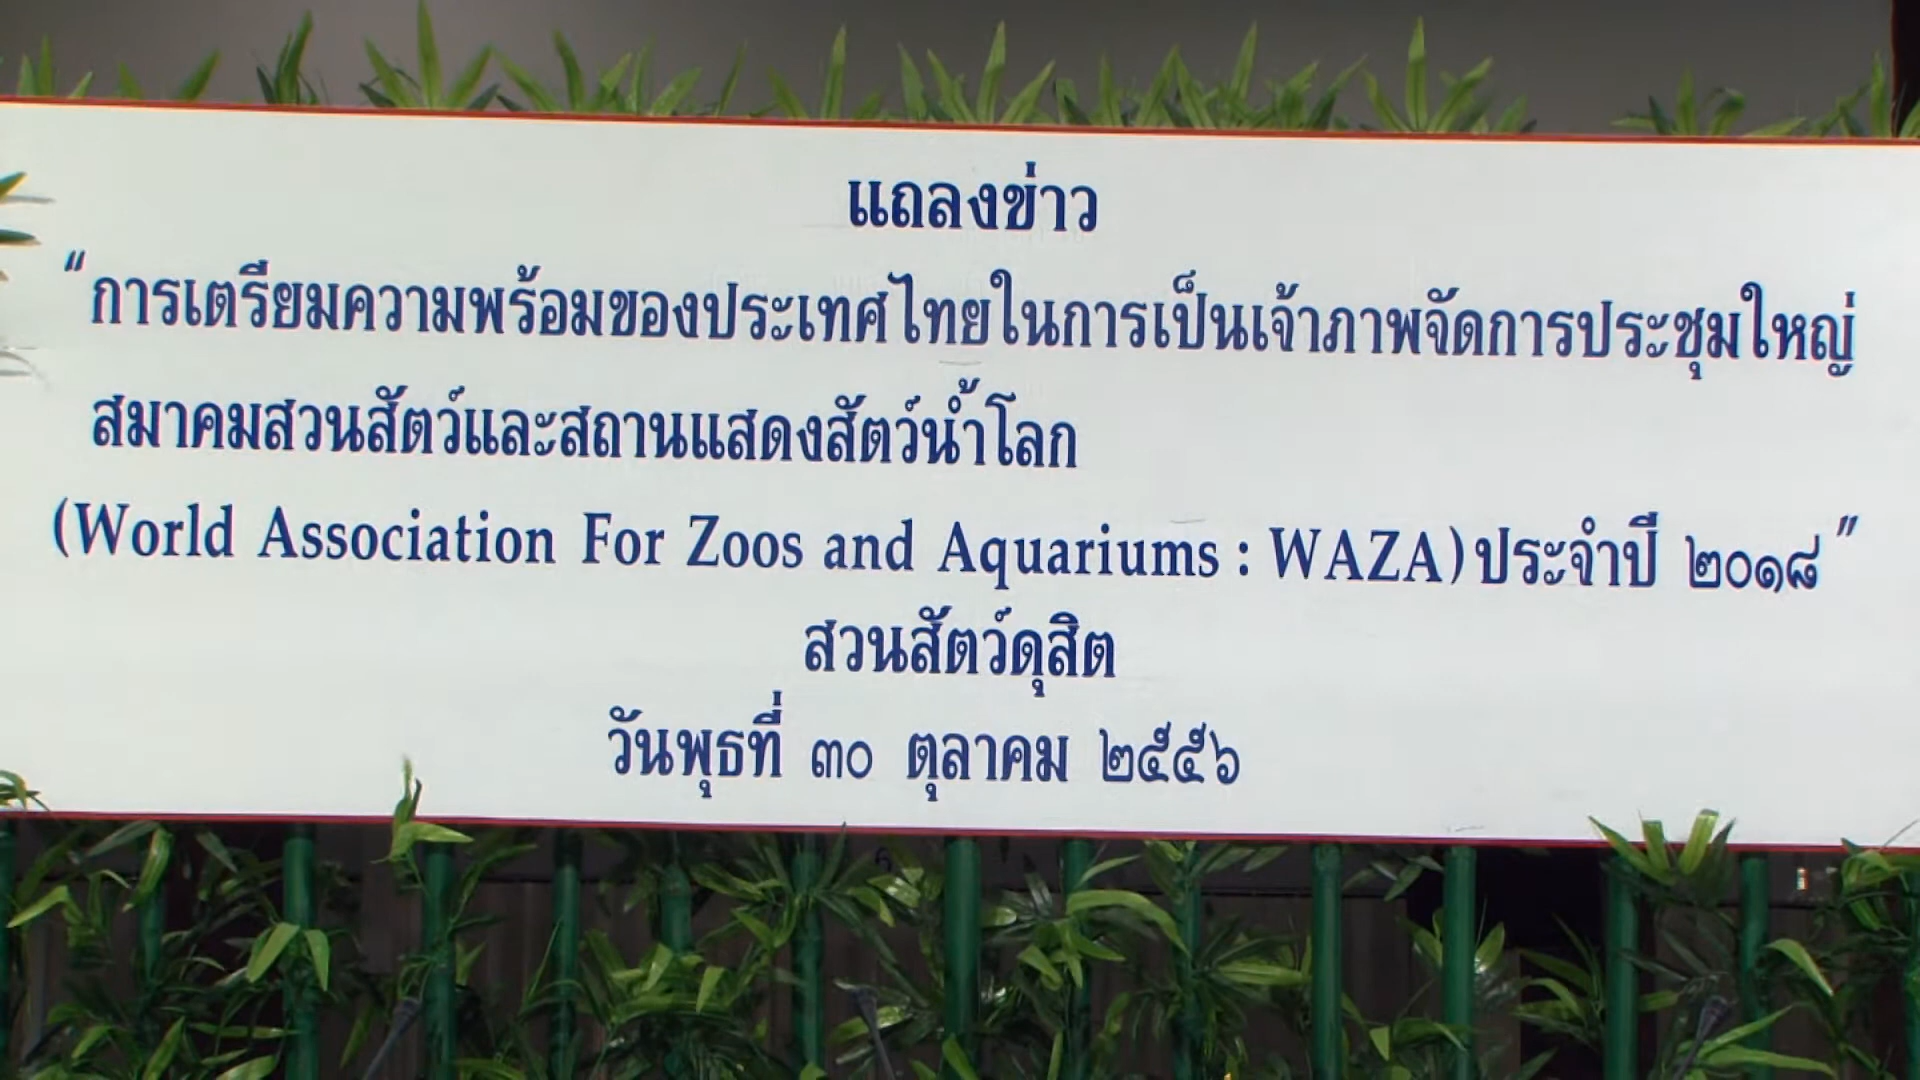 แถลงข่าว
"การเตรียมความพร้อมของประเทศไทยในการเป็นเจ้าภาพจัดการประชุมใหญ่
สมาคมสวนสัตว์และสถานแสดงสัตว์น้ำโลก
(World Association For Zoos and Aquariums : WAZA) ประจำปี ๒๐๑๘"
สวนสัตว์ดุสิต
วันพุธที่ ๓๐ ตุลาคม ๒๕๕๖